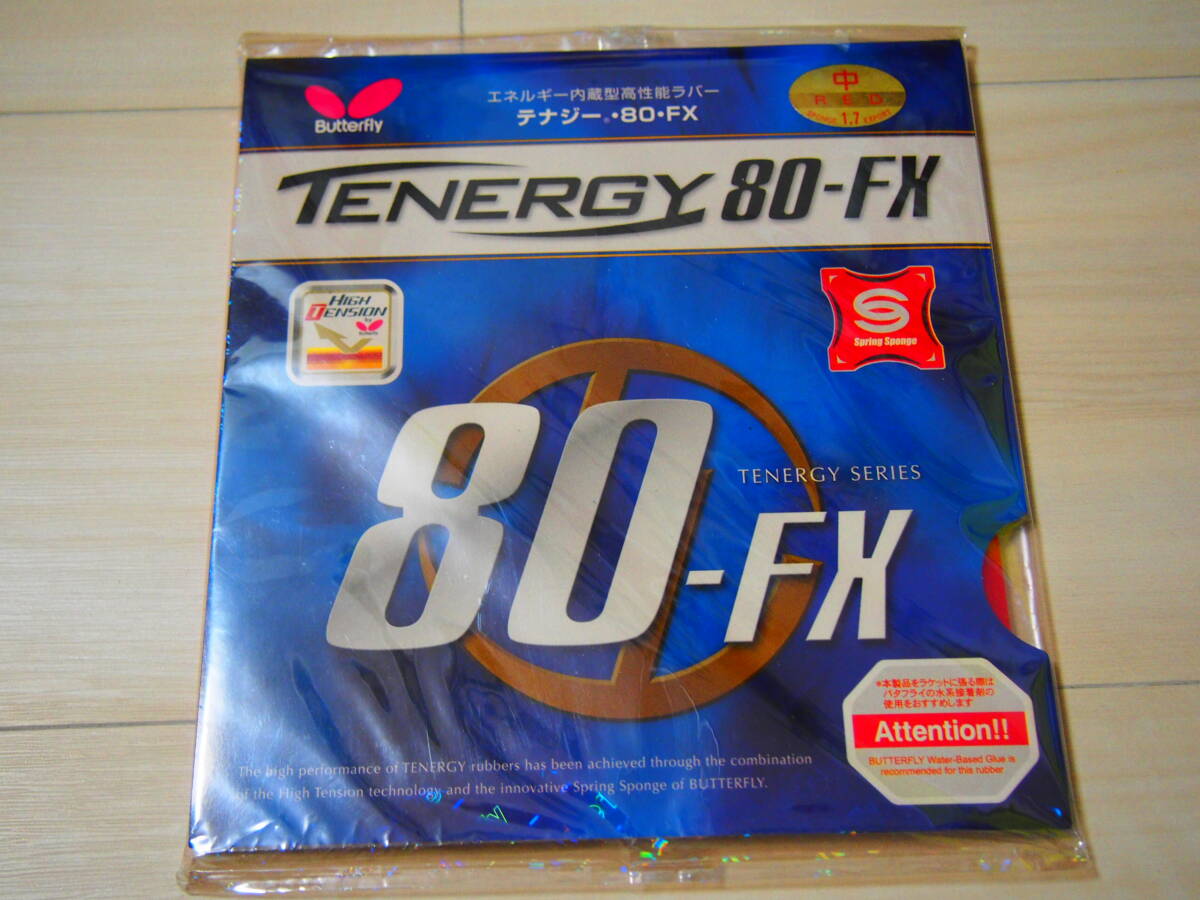 Butterfly
エネルギー内蔵型高性能ラバー
テナジー®・80・FX
中
RED
SPONGE 1.7 EXPORT
TENERGY 80-FX
HIGH
TENSION
by
Butterfly
S
Spring Sponge
80-FX
TENERGY SERIES
*本製品をラケットに張る際は
バタフライの水系接着剤の
使用をおすすめします
Attention!!
BUTTERFLY Water-Based Glue is
recommended for this rubber
The high performance of TENERGY rubbers has been achieved through the combination
of the High Tension technology and the innovative Spring Sponge of BUTTERFLY.